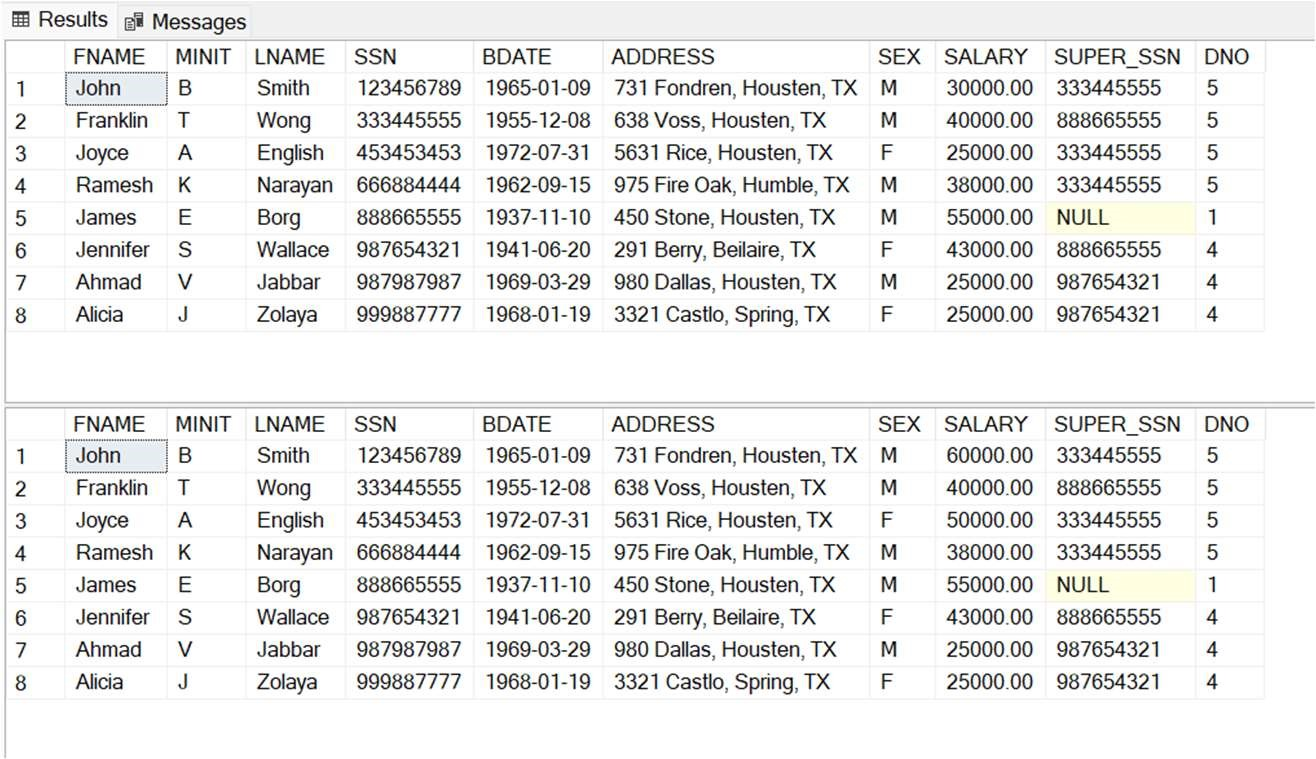 Results Messages
FNAME MINIT LNAME SSN BDATE ADDRESS SEX SALARY SUPER_SSN DNO
1 John B Smith 123456789 1965-01-09 731 Fondren, Housten, TX M 30000.00 333445555 5
2 Franklin T Wong 333445555 1955-12-08 638 Voss, Housten, TX M 40000.00 888665555 5
3 Joyce A English 453453453 1972-07-31 5631 Rice, Housten, TX F 25000.00 333445555 5
4 Ramesh K Narayan 666884444 1962-09-15 975 Fire Oak, Humble, TX M 38000.00 333445555 5
5 James E Borg 888665555 1937-11-10 450 Stone, Housten, TX M 55000.00 NULL 1
6 Jennifer S Wallace 987654321 1941-06-20 291 Berry, Beilaire, TX F 43000.00 888665555 4
7 Ahmad V Jabbar 987987987 1969-03-29 980 Dallas, Housten, TX M 25000.00 987654321 4
8 Alicia J Zolaya 999887777 1968-01-19 3321 Castlo, Spring, TX F 25000.00 987654321 4
FNAME MINIT LNAME SSN BDATE ADDRESS SEX SALARY SUPER_SSN DNO
1 John B Smith 123456789 1965-01-09 731 Fondren, Housten, TX M 60000.00 333445555 5
2 Franklin T Wong 333445555 1955-12-08 638 Voss, Housten, TX M 40000.00 888665555 5
3 Joyce A English 453453453 1972-07-31 5631 Rice, Housten, TX F 50000.00 333445555 5
4 Ramesh K Narayan 666884444 1962-09-15 975 Fire Oak, Humble, TX M 38000.00 333445555 5
5 James E Borg 888665555 1937-11-10 450 Stone, Housten, TX M 55000.00 NULL 1
6 Jennifer S Wallace 987654321 1941-06-20 291 Berry, Beilaire, TX F 43000.00 888665555 4
7 Ahmad V Jabbar 987987987 1969-03-29 980 Dallas, Housten, TX M 25000.00 987654321 4
8 Alicia J Zolaya 999887777 1968-01-19 3321 Castlo, Spring, TX F 25000.00 987654321 4